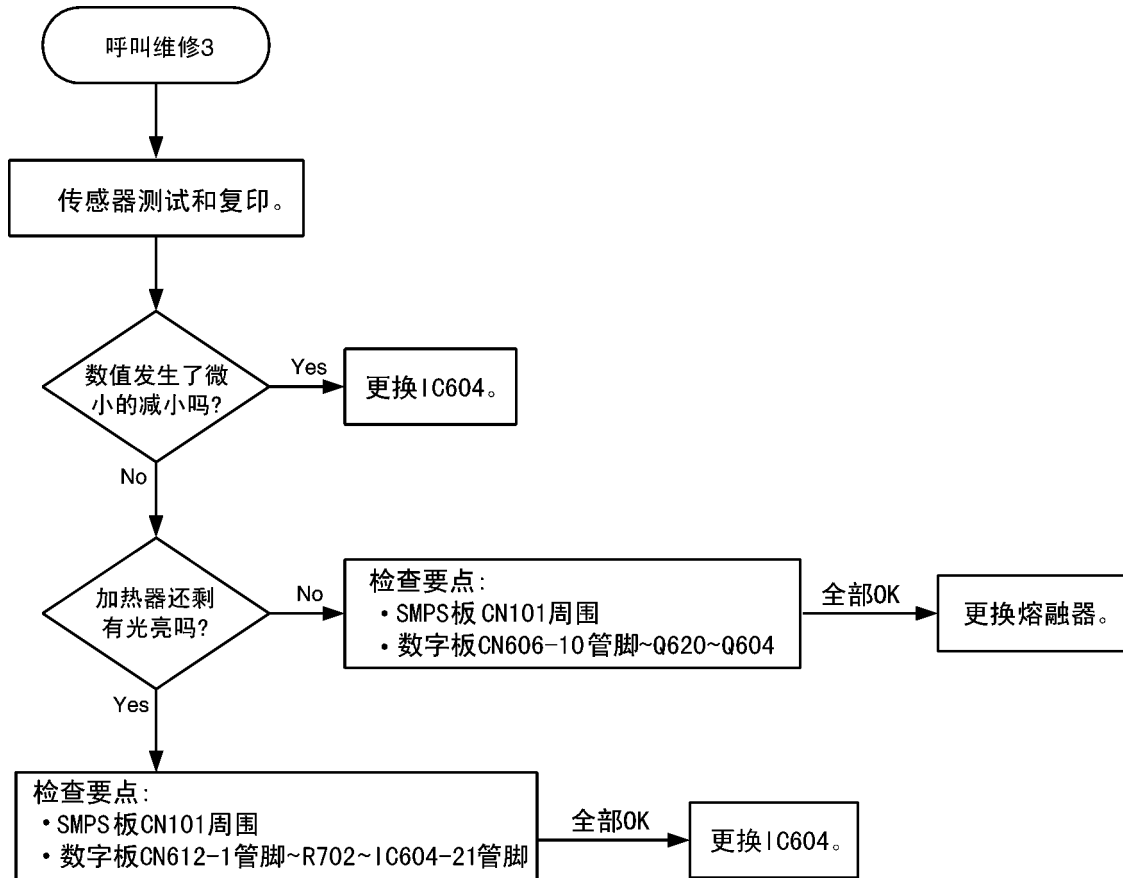 呼叫维修3
传感器测试和复印。
数值发生了微
小的减小吗?
Yes
更换IC604。
No
加热器还剩
有光亮吗?
No
检查要点:
·SMPS板CN101周围
·数字板CN606-10管脚~Q620~Q604
全部OK
更换熔融器。
Yes
检查要点:
·SMPS板CN101周围
·数字板CN612-1管脚~R702~IC604-21管脚
全部OK
更换IC604。